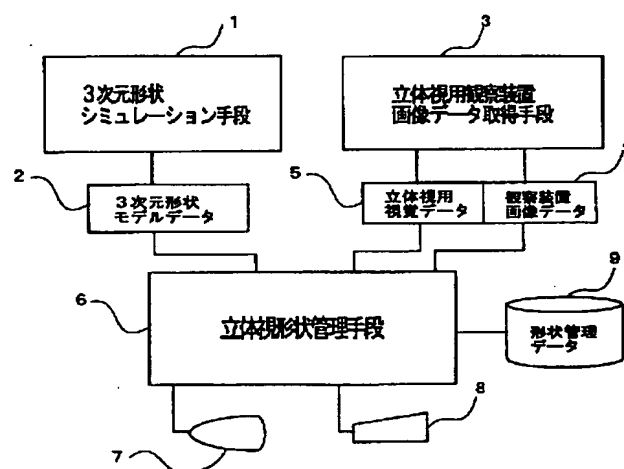 1
3
3次元形状
シミュレーション手段
立体視用観察装置
画像データ取得手段
2
3次元形状
モデルデータ
5
立体視用
視覚データ
観察装置
画像データ
9
6
立体視形状管理手段
形状管理
データ
8
7